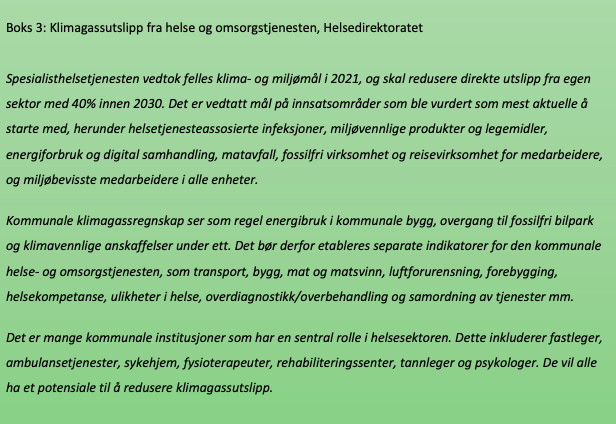 Boks 3: Klimagassutslipp fra helse og omsorgstjenesten, Helsedirektoratet
Spesialisthelsetjenesten vedtok felles klima- og miljømål i 2021, og skal redusere direkte utslipp fra egen
sektor med 40% innen 2030. Det er vedtatt mål på innsatsområder som ble vurdert som mest aktuelle å
starte med, herunder helsetjenesteassosierte infeksjoner, miljøvennlige produkter og legemidler,
energiforbruk og digital samhandling, matavfall, fossilfri virksomhet og reisevirksomhet for medarbeidere,
og miljøbevisste medarbeidere i alle enheter.
Kommunale klimagassregnskap ser som regel energibruk i kommunale bygg, overgang til fossilfri bilpark
og klimavennlige anskaffelser under ett. Det bør derfor etableres separate indikatorer for den kommunale
helse- og omsorgstjenesten, som transport, bygg, mat og matsvinn, luftforurensning, forebygging,
helsekompetanse, ulikheter i helse, overdiagnostikk/overbehandling og samordning av tjenester mm.
Det er mange kommunale institusjoner som har en sentral rolle i helsesektoren. Dette inkluderer fastleger,
ambulansetjenester, sykehjem, fysioterapeuter, rehabiliteringssenter, tannleger og psykologer. De vil alle
ha et potensiale til å redusere klimagassutslipp.